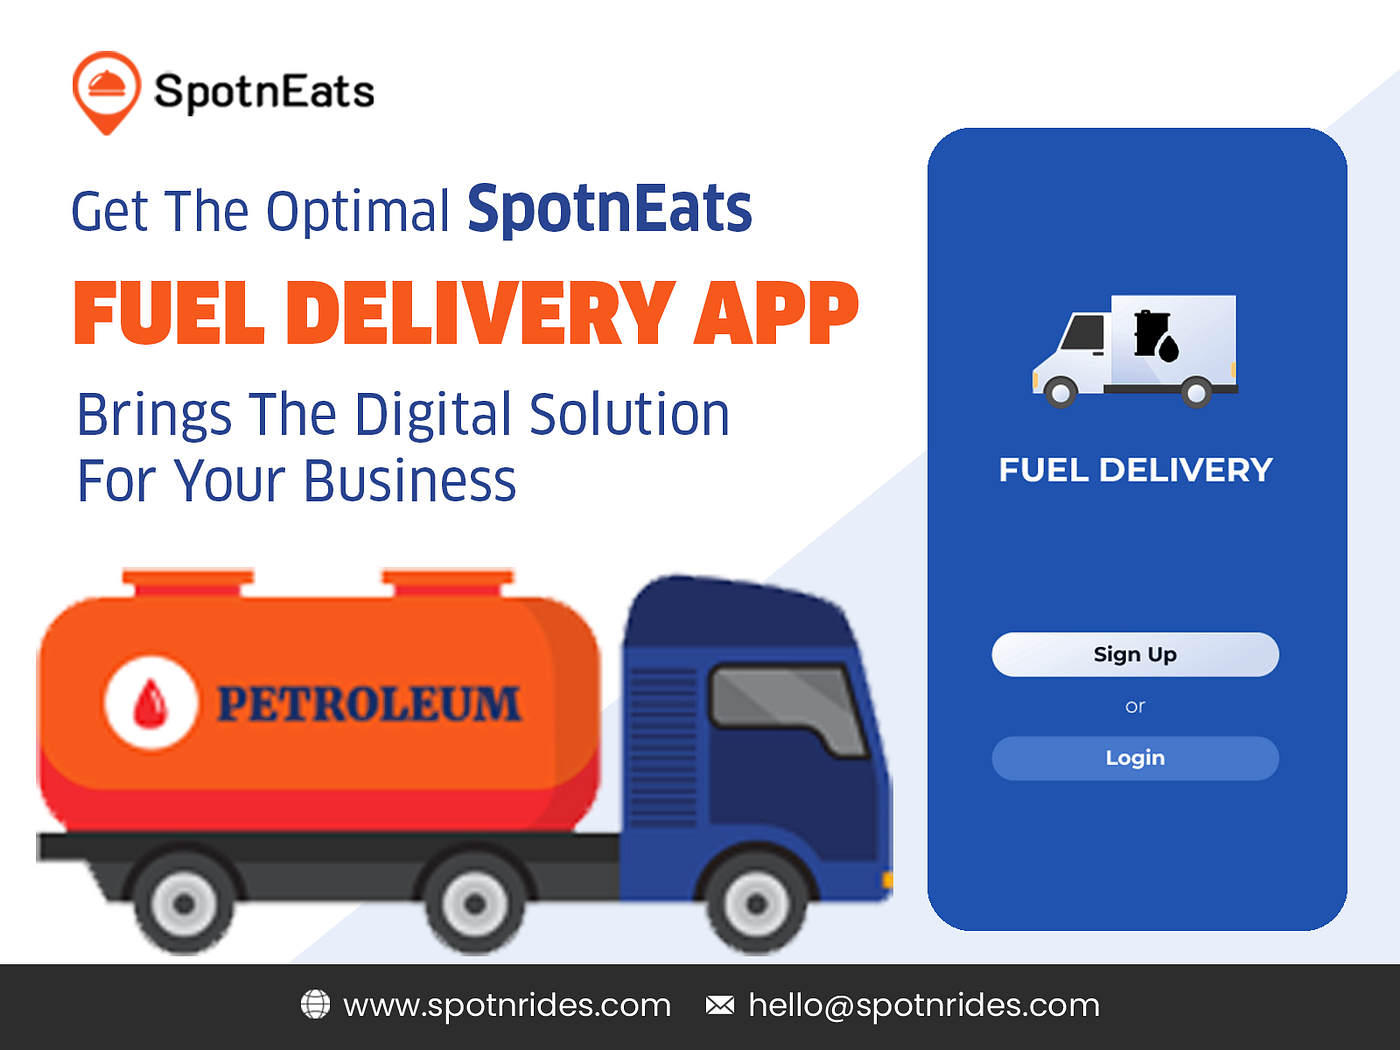 SpotnEats
Get The Optimal SpotnEats
FUEL DELIVERY APP
Brings The Digital Solution
For Your Business
PETROLEUM
FUEL DELIVERY
Sign Up
or
Login
www.spotnrides.com hello@spotnrides.com